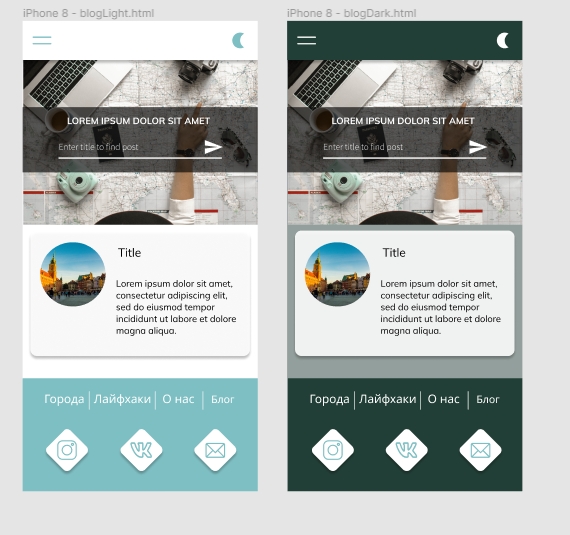 iPhone 8 - blogLight.html
LOREM IPSUM DOLOR SIT AMET
Enter title to find post
Title
Lorem ipsum dolor sit amet,
consectetur adipiscing elit,
sed do eiusmod tempor
incididunt ut labore et dolore
magna aliqua.
Города Лайфхаки О нас Блог
iPhone 8 - blogDark.html
LOREM IPSUM DOLOR SIT AMET
Enter title to find post
Title
Lorem ipsum dolor sit amet,
consectetur adipiscing elit,
sed do eiusmod tempor
incididunt ut labore et dolore
magna aliqua.
Города Лайфхаки О нас Блог